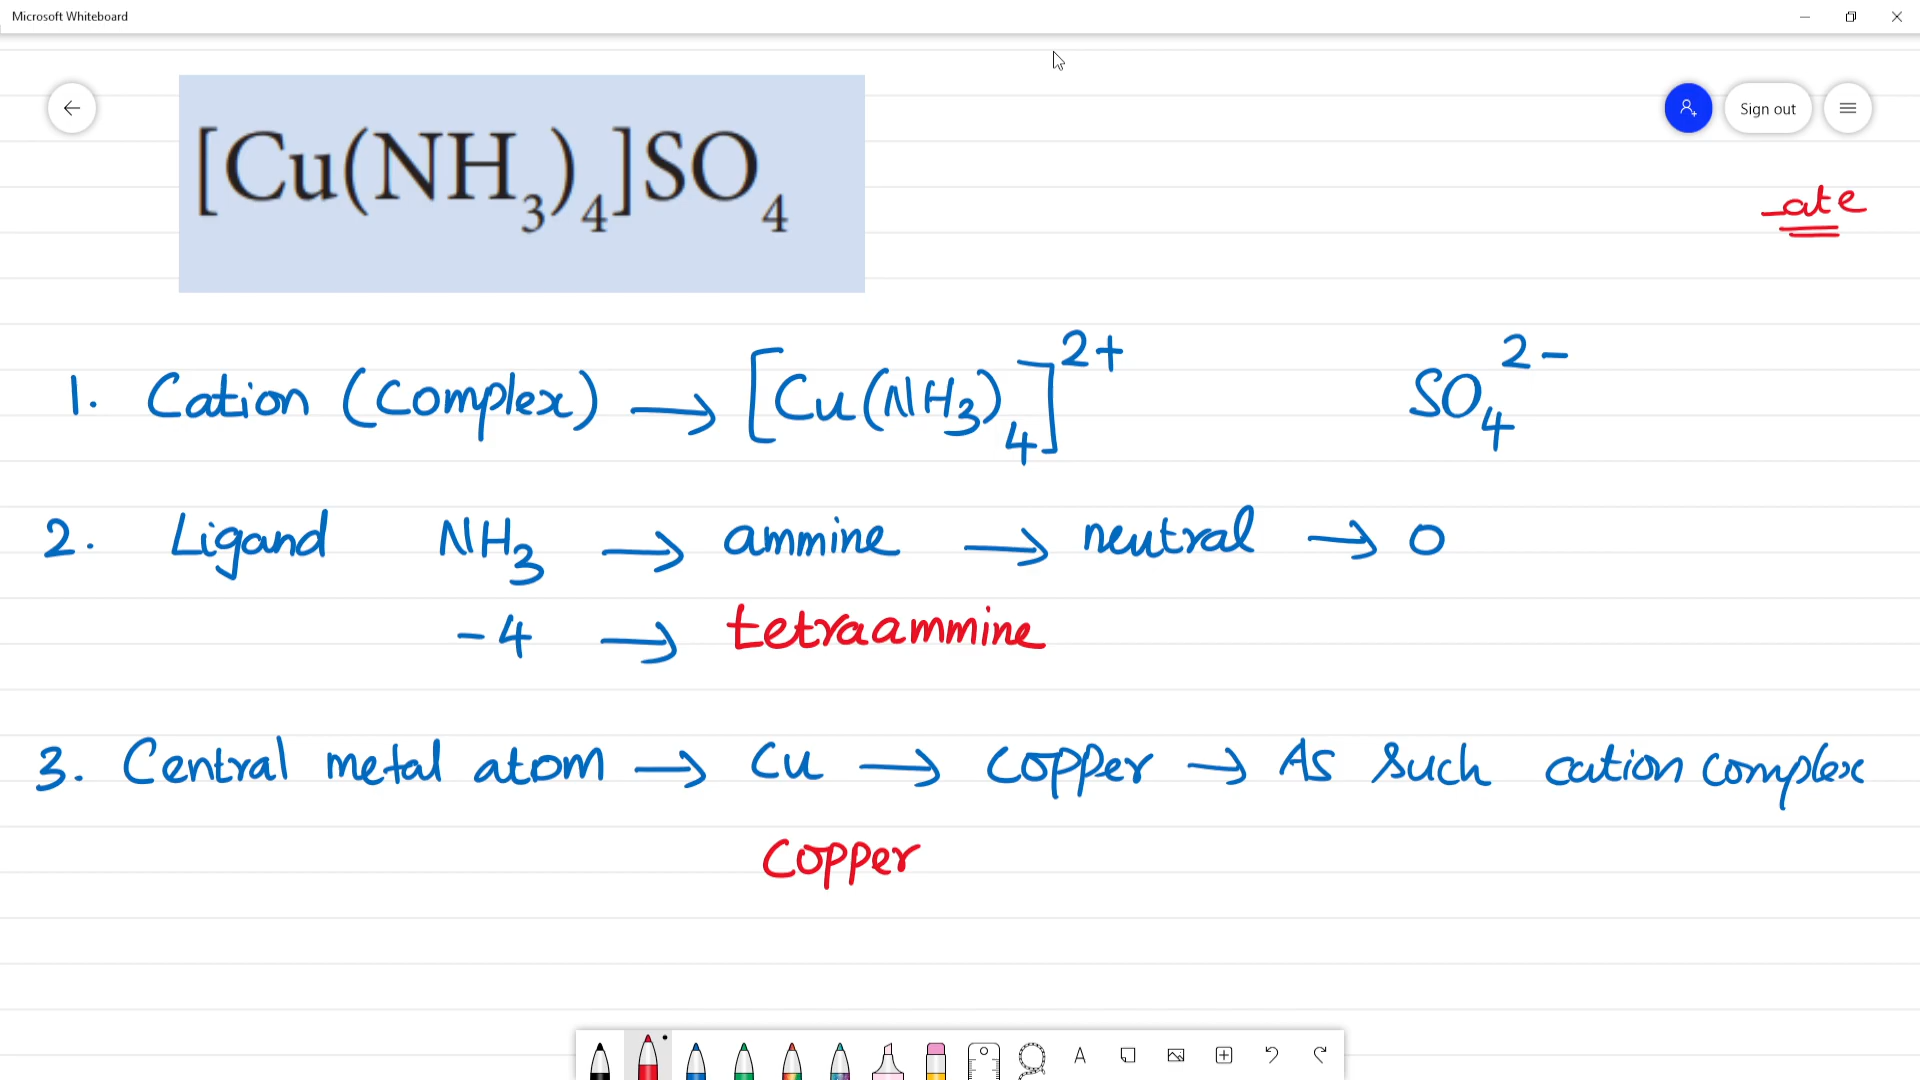 Microsoft Whiteboard
Sign out
[Cu(NH₃)₄]SO₄
-ate
1. Cation (Complex) → [Cu(NH₃)₄]²⁺ SO₄²⁻
2. Ligand NH₃ → ammine → neutral → 0
- 4 → tetraammine
3. Central metal atom → Cu → Copper → As such cation complex
Copper
A